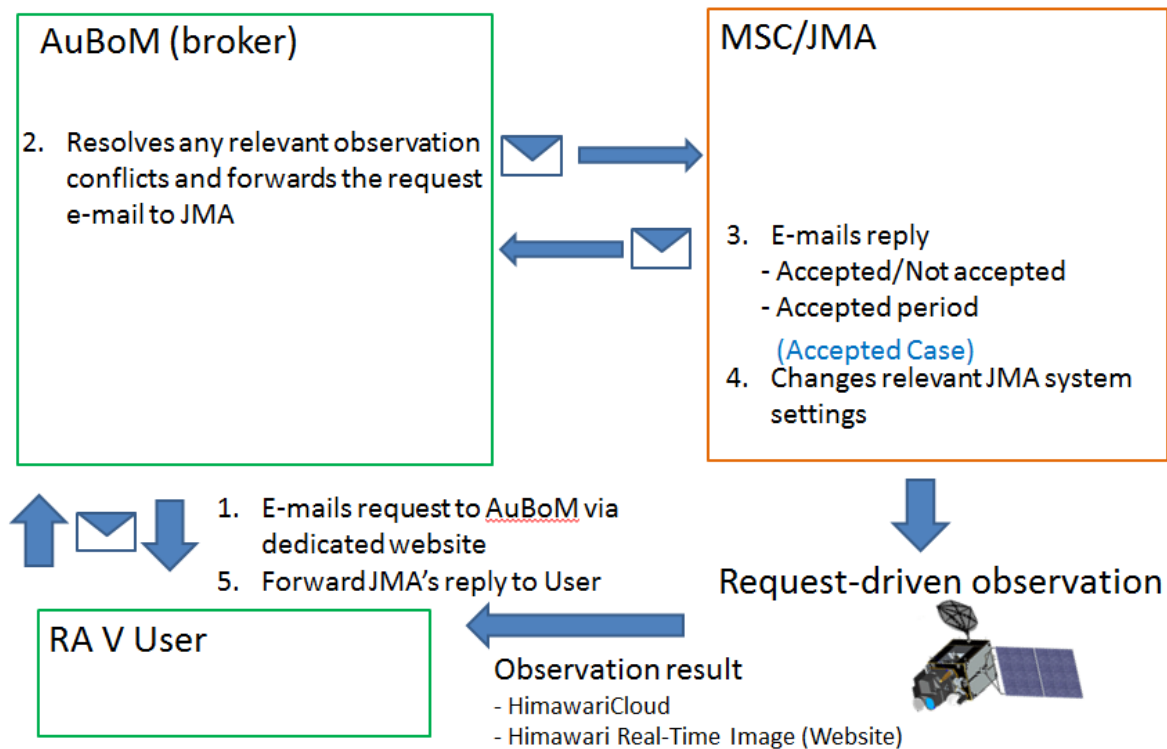 AuBoM (broker)
2. Resolves any relevant observation
conflicts and forwards the request
e-mail to JMA
MSC/JMA
3. E-mails reply
- Accepted/Not accepted
- Accepted period
(Accepted Case)
4. Changes relevant JMA system
settings
1. E-mails request to AuBoM via
dedicated website
5. Forward JMA's reply to User
RA V User
Request-driven observation
Observation result
- HimawariCloud
- Himawari Real-Time Image (Website)